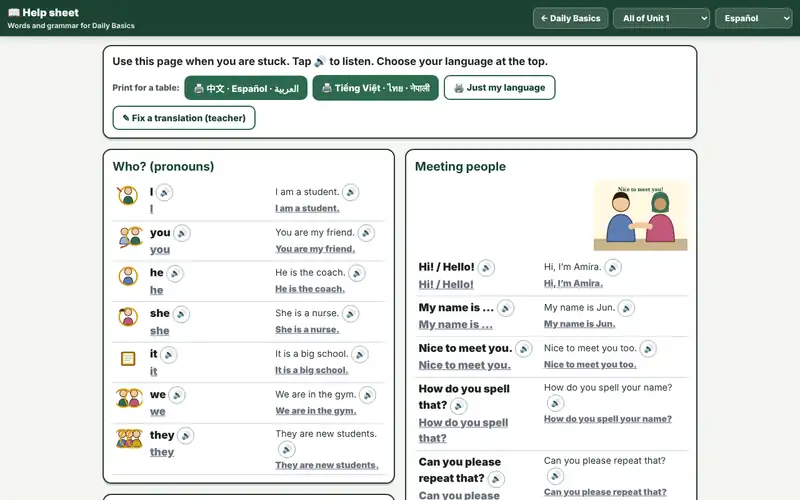 📖 Help sheet
Words and grammar for Daily Basics
← Daily Basics
All of Unit 1
Español
Use this page when you are stuck. Tap 🔊 to listen. Choose your language at the top.
Print for a table:
🖨️ 中文 · Español · العربية
🖨️ Tiếng Việt · ไทย · नेपाली
🖨️ Just my language
✎ Fix a translation (teacher)
Who? (pronouns)
I 🔊
I
I am a student. 🔊
I am a student.
you 🔊
you
You are my friend. 🔊
You are my friend.
he 🔊
he
He is the coach. 🔊
He is the coach.
she 🔊
she
She is a nurse. 🔊
She is a nurse.
it 🔊
it
It is a big school. 🔊
It is a big school.
we 🔊
we
We are in the gym. 🔊
We are in the gym.
they 🔊
they
They are new students.
🔊
They are new students.
Meeting people
Nice to meet you!
Hi! / Hello! 🔊
Hi! / Hello!
Hi, I'm Amira. 🔊
Hi, I'm Amira.
My name is ... 🔊
My name is ...
My name is Jun. 🔊
My name is Jun.
Nice to meet you. 🔊
Nice to meet you.
Nice to meet you too. 🔊
Nice to meet you too.
How do you spell
that? 🔊
How do you spell
that?
How do you spell your name?
🔊
How do you spell your name?
Can you please
repeat that? 🔊
Can you please
Can you please repeat that?
🔊
Can you please repeat that?